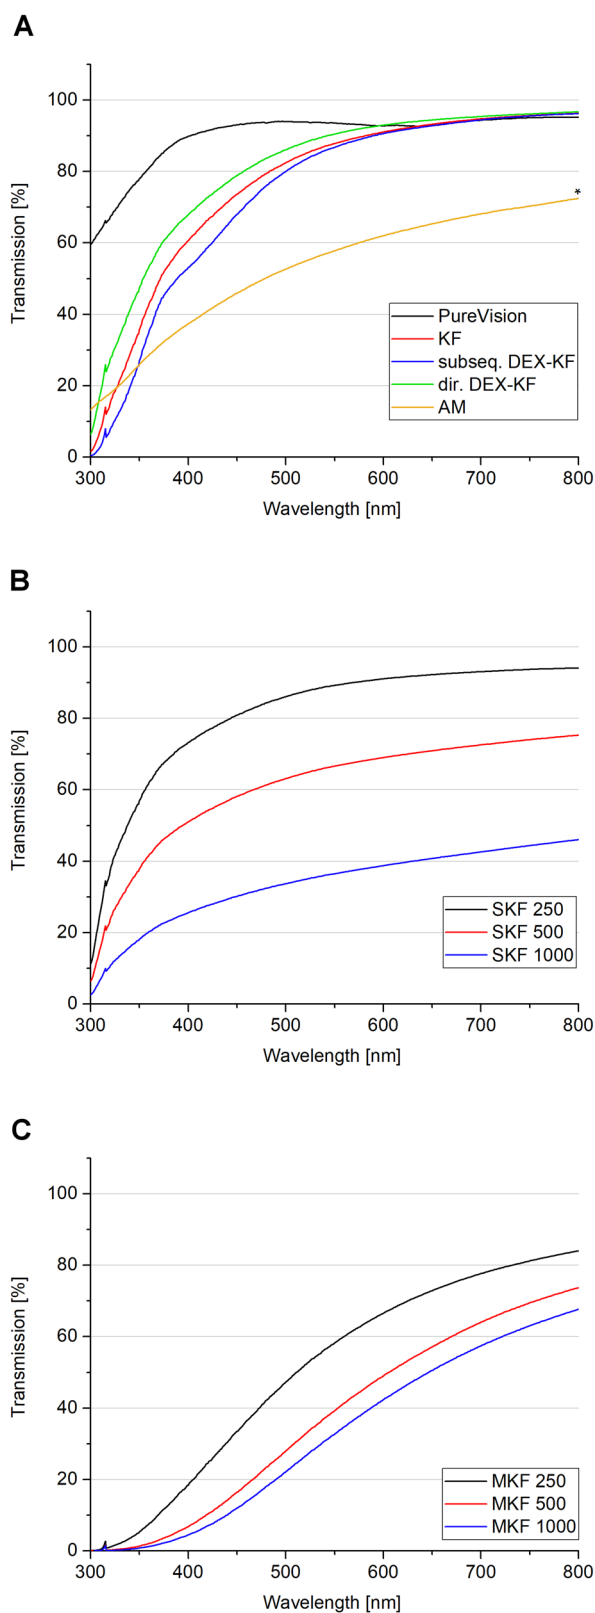 A
Transmission [%]
100
80
60
40
20
0
*
PureVision
KF
subseq. DEX-KF
dir. DEX-KF
AM
300 400 500 600 700 800
Wavelength [nm]
B
Transmission [%]
100
80
60
40
20
0
SKF 250
SKF 500
SKF 1000
300 400 500 600 700 800
Wavelength [nm]
C
Transmission [%]
100
80
60
40
20
0
MKF 250
MKF 500
MKF 1000
300 400 500 600 700 800
Wavelength [nm]